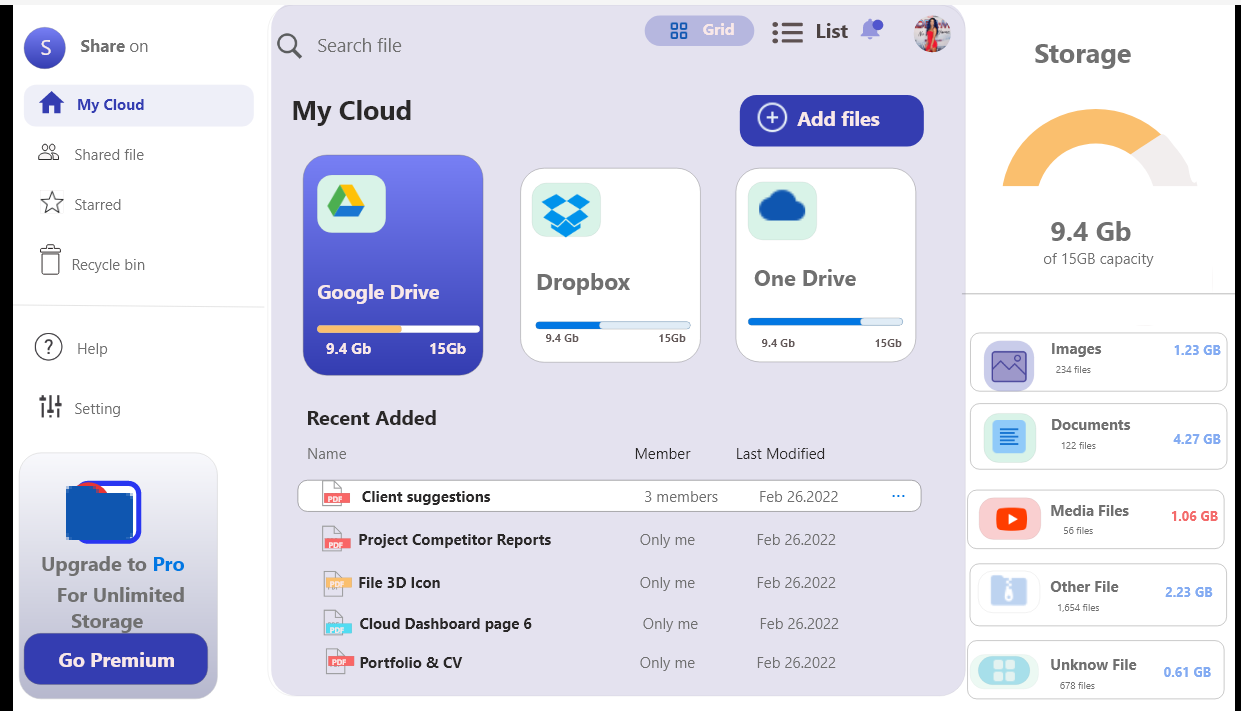 S
Share on
My Cloud
Shared file
Starred
Recycle bin
?
Help
Setting
Upgrade to Pro
For Unlimited
Storage
Go Premium
Search file
Grid
List
My Cloud
+ Add files
Google Drive
9.4 Gb 15Gb
Dropbox
9.4 Gb 15Gb
One Drive
9.4 Gb 15Gb
Recent Added
Name Member Last Modified
PDF Client suggestions 3 members Feb 26.2022 ...
PDF Project Competitor Reports Only me Feb 26.2022
PDF File 3D Icon Only me Feb 26.2022
PDF Cloud Dashboard page 6 Only me Feb 26.2022
PDF Portfolio & CV Only me Feb 26.2022
Storage
9.4 Gb
of 15GB capacity
Images 1.23 GB
234 files
Documents 4.27 GB
122 files
Media Files 1.06 GB
56 files
Other File 2.23 GB
1,654 files
Unknow File 0.61 GB
678 files